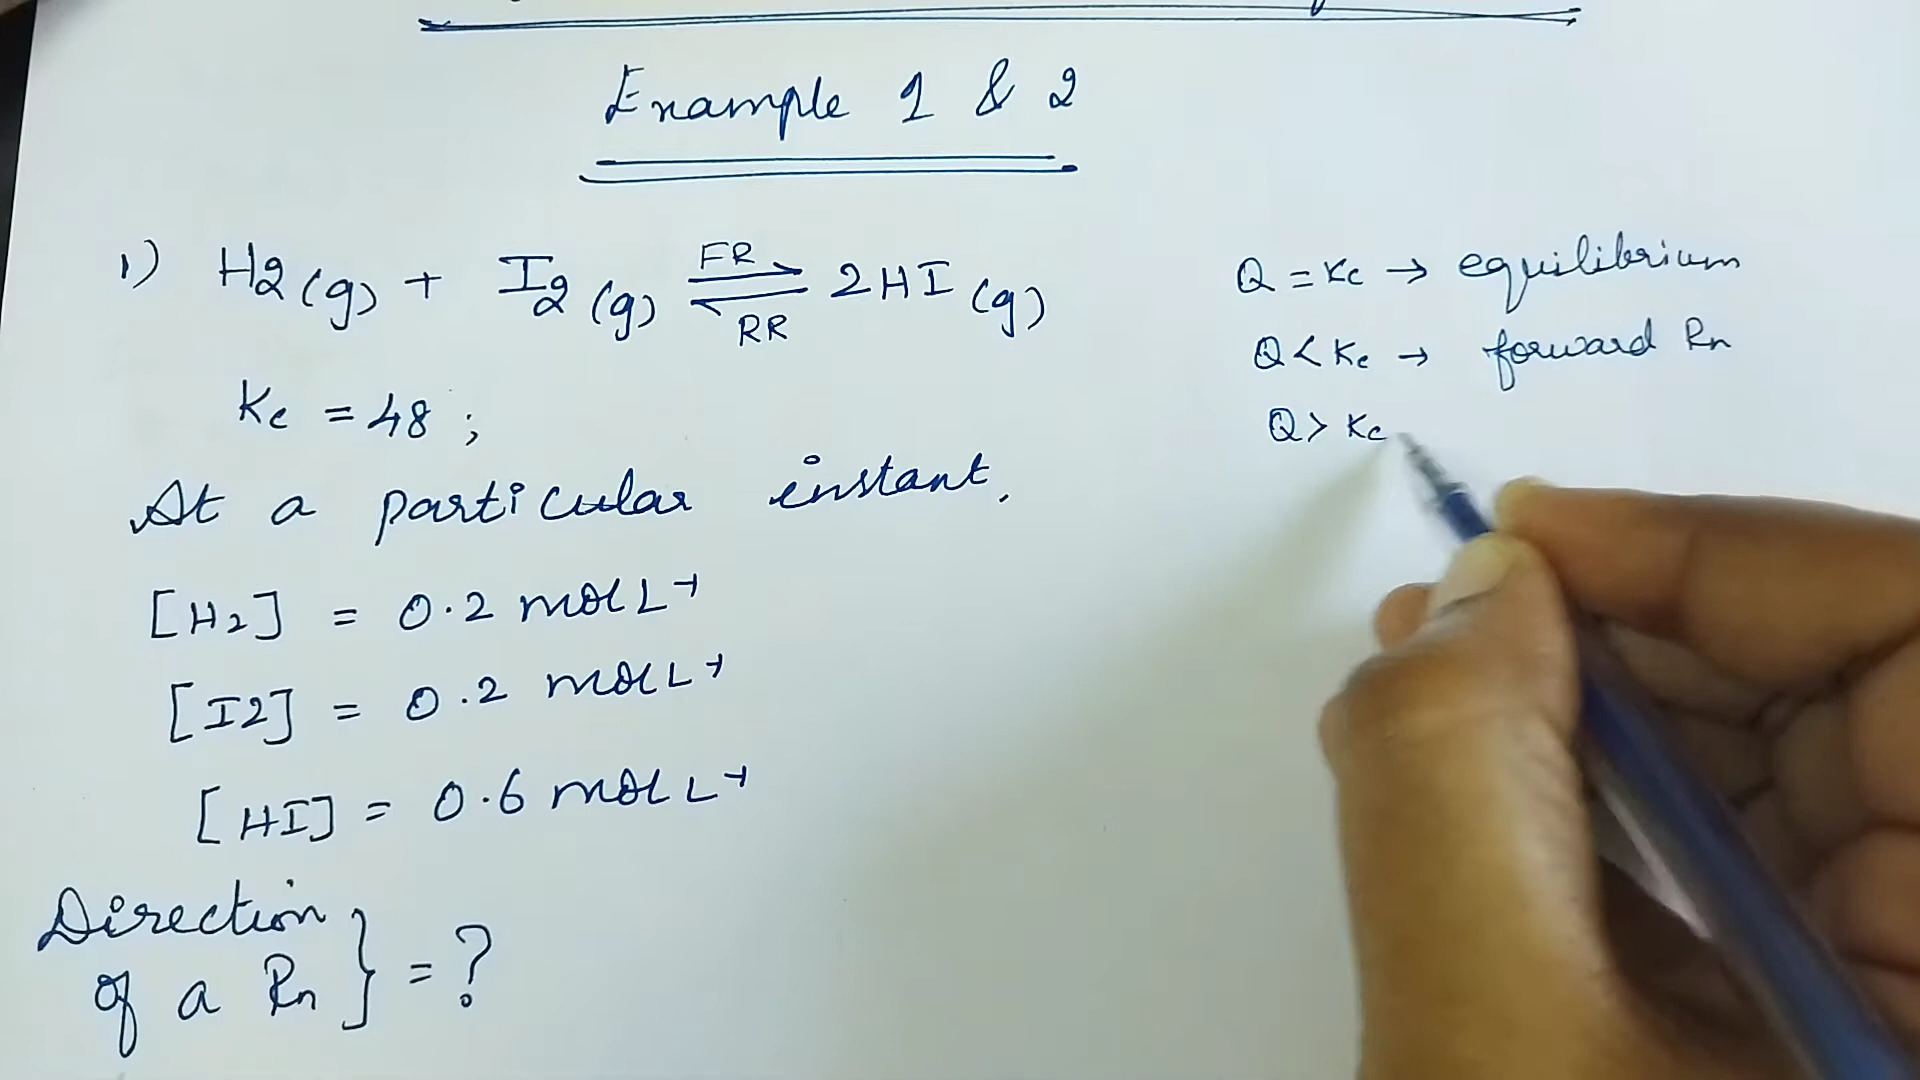 Example 1 & 2
1) H2(g) + I2(g) ⇌ 2HI(g)
FR
RR
Kc = 48 ;
At a particular instant,
[H2] = 0.2 mol L-1
[I2] = 0.2 mol L-1
[HI] = 0.6 mol L-1
Direction
of a Rn } = ?
Q = Kc → equilibrium
Q < Kc → forward Rn
Q > Kc